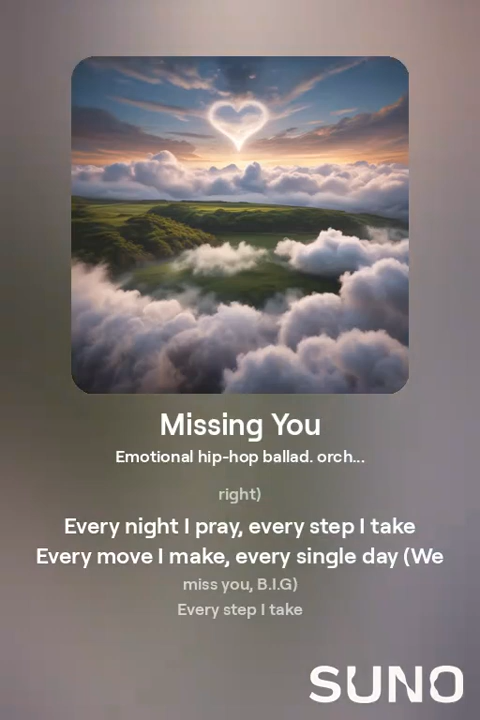 Missing You
Emotional hip-hop ballad. orch...
right)
Every night I pray, every step I take
Every move I make, every single day (We
miss you, B.I.G)
Every step I take
SUNO